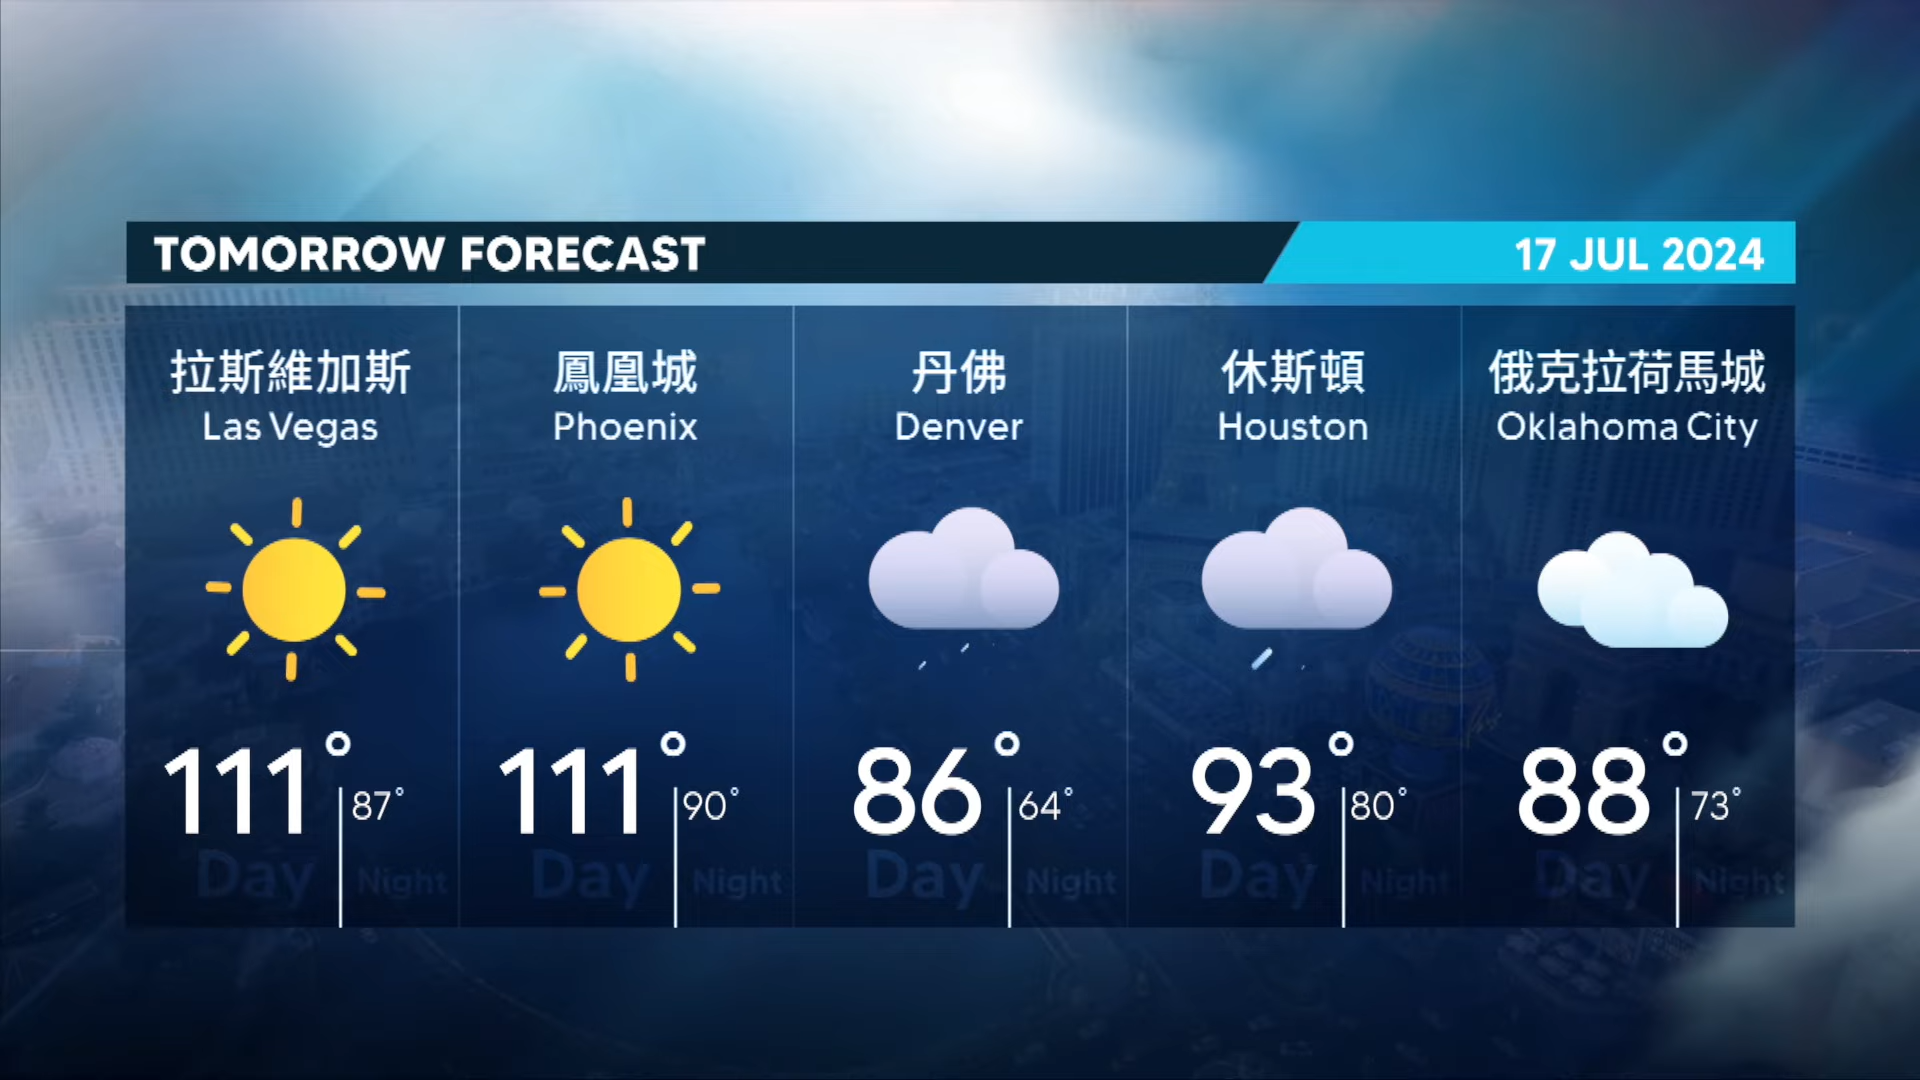 TOMORROW FORECAST
17 JUL 2024
拉斯維加斯
Las Vegas
111°
87°
Day
Night
鳳凰城
Phoenix
111°
90°
Day
Night
丹佛
Denver
86°
64°
Day
Night
休斯頓
Houston
93°
80°
Day
Night
俄克拉荷馬城
Oklahoma City
88°
73°
Day
Night